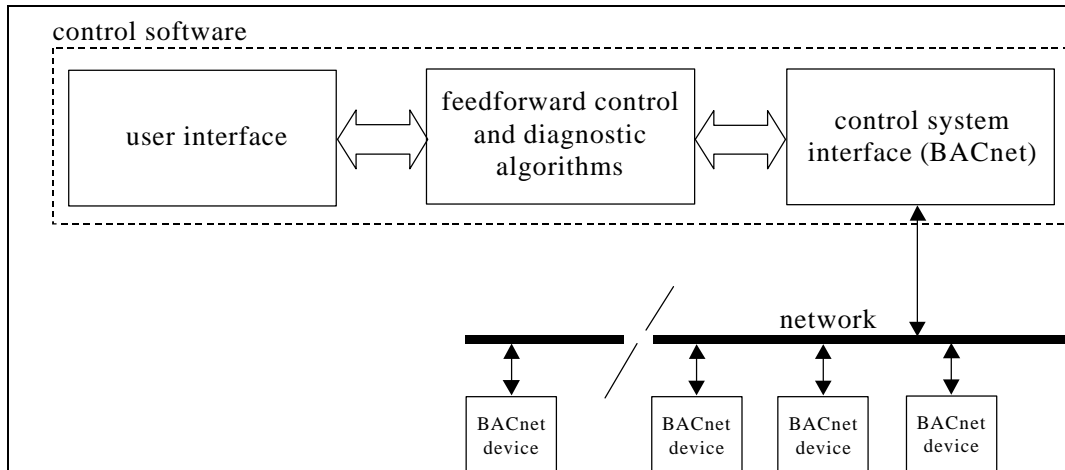 control software
user interface
feedforward control
and diagnostic
algorithms
control system
interface (BACnet)
network
BACnet
device
BACnet
device
BACnet
device
BACnet
device